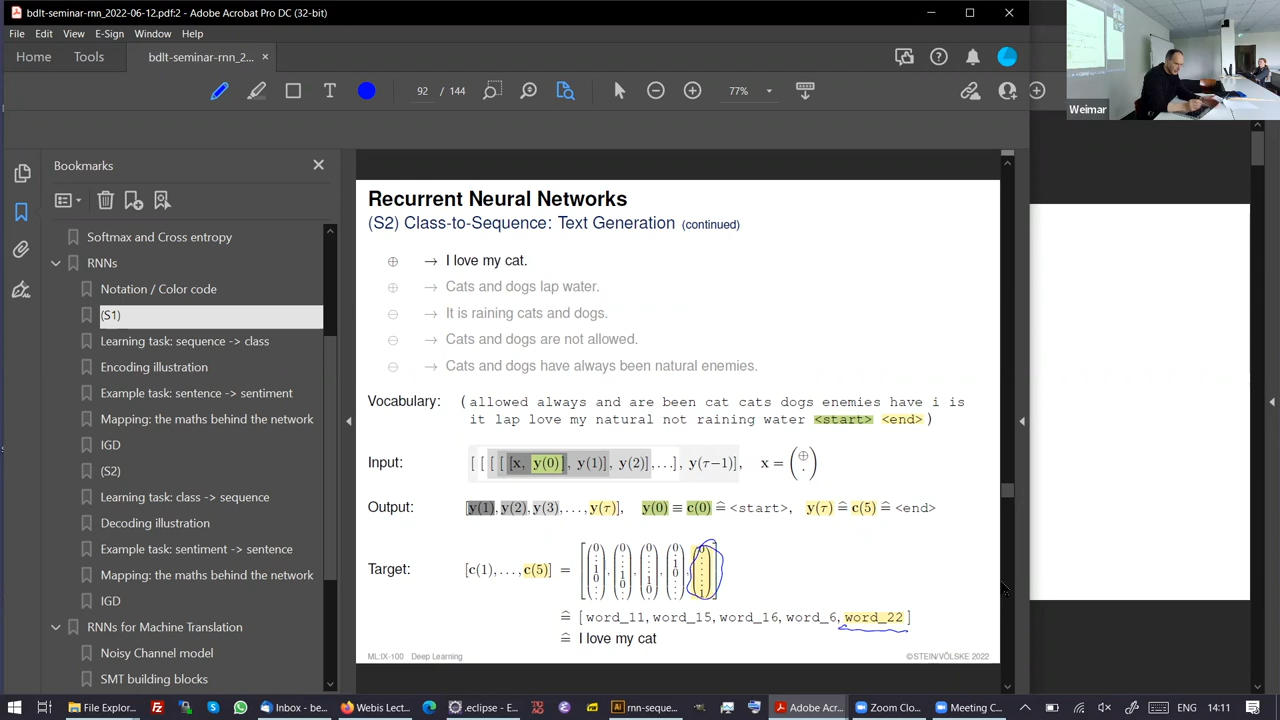 bdlt-seminar-rnn_2022-06-12.pdf:2 - Adobe Acrobat Pro DC (32-bit)
File Edit View E-Sign Window Help
Home Tools bdlt-seminar-rnn_2... ×
92 / 144 77%
Weimar
Bookmarks
Softmax and Cross entropy
RNNs
Notation / Color code
(S1)
Learning task: sequence -> class
Encoding illustration
Example task: sentence -> sentiment
Mapping: the maths behind the network
IGD
(S2)
Learning task: class -> sequence
Decoding illustration
Example task: sentiment -> sentence
Mapping: the maths behind the network
IGD
RNNs for Machine Translation
Noisy Channel model
SMT building blocks
Recurrent Neural Networks
(S2) Class-to-Sequence: Text Generation (continued)
⊕ → I love my cat.
⊕ → Cats and dogs lap water.
⊖ → It is raining cats and dogs.
⊖ → Cats and dogs are not allowed.
⊖ → Cats and dogs have always been natural enemies.
Vocabulary: (allowed always and are been cat cats dogs enemies have i is
it lap love my natural not raining water <start> <end>)
Input: [ [ [ [ [x, y(0)], y(1)], y(2)],...], y(τ−1)], x = (⊕ ·)
Output: [y(1), y(2), y(3), ..., y(τ)], y(0) ≡ c(0) ≙ <start>, y(τ) ≙ c(5) ≙ <end>
Target: [c(1), ..., c(5)] =
≙ [ word_11, word_15, word_16, word_6, word_22 ]
≙ I love my cat
ML:IX-100 Deep Learning ©STEIN/VÖLSKE 2022
File Explor... Inbox - be... Webis Lect... .eclipse - ... rnn-seque... Adobe Acr... Zoom Clo... Meeting C... ENG 14:11